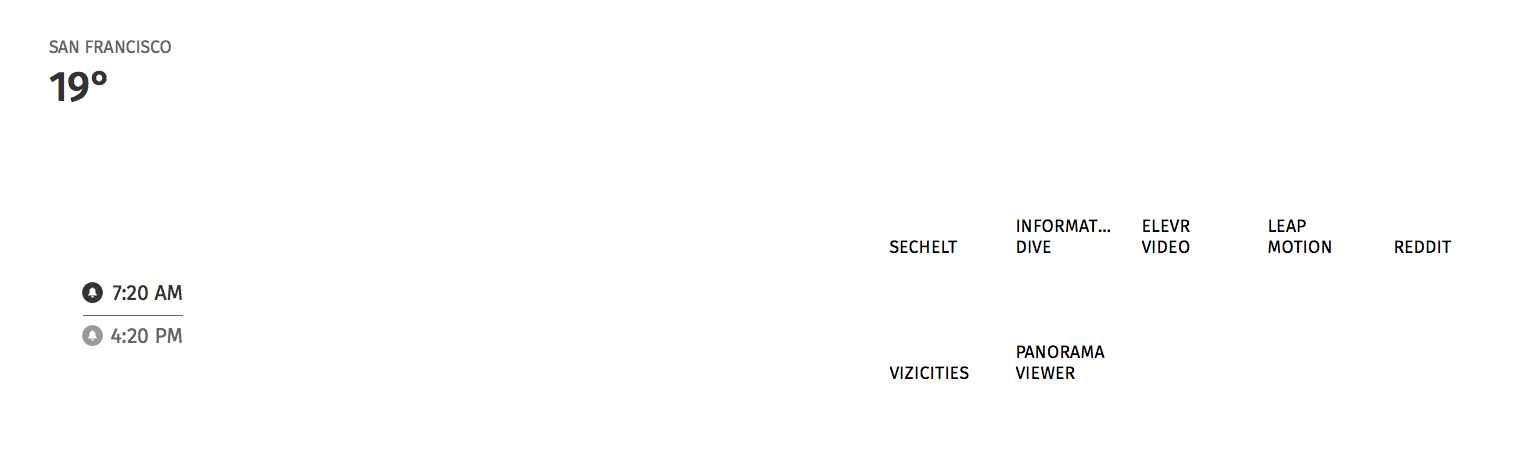 SAN FRANCISCO
19°
7:20 AM
4:20 PM
SECHELT
INFORMAT...
DIVE
ELEVR
VIDEO
LEAP
MOTION
REDDIT
VIZICITIES
PANORAMA
VIEWER